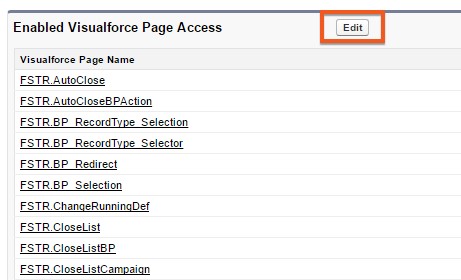 Enabled Visualforce Page Access Edit
Visualforce Page Name
FSTR.AutoClose
FSTR.AutoCloseBPAction
FSTR.BP_RecordType_Selection
FSTR.BP_RecordType_Selector
FSTR.BP_Redirect
FSTR.BP_Selection
FSTR.ChangeRunningDef
FSTR.CloseList
FSTR.CloseListBP
FSTR.CloseListCampaign